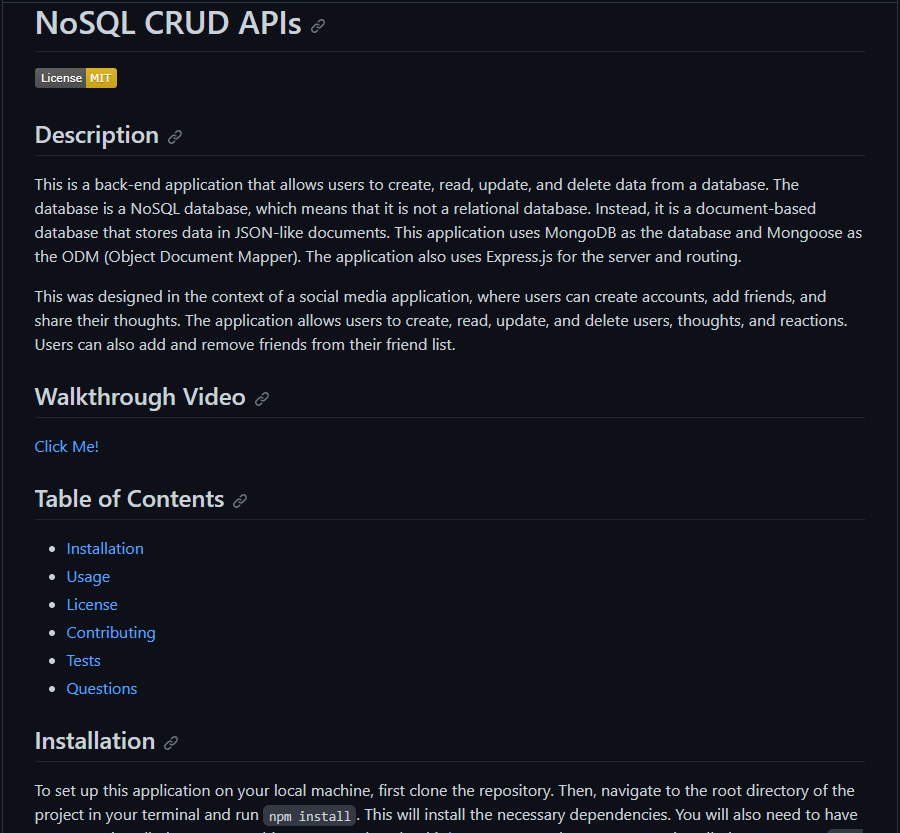 NoSQL CRUD APIs
License MIT
Description
This is a back-end application that allows users to create, read, update, and delete data from a database. The
database is a NoSQL database, which means that it is not a relational database. Instead, it is a document-based
database that stores data in JSON-like documents. This application uses MongoDB as the database and Mongoose as
the ODM (Object Document Mapper). The application also uses Express.js for the server and routing.
This was designed in the context of a social media application, where users can create accounts, add friends, and
share their thoughts. The application allows users to create, read, update, and delete users, thoughts, and reactions.
Users can also add and remove friends from their friend list.
Walkthrough Video
Click Me!
Table of Contents
Installation
Usage
License
Contributing
Tests
Questions
Installation
To set up this application on your local machine, first clone the repository. Then, navigate to the root directory of the
project in your terminal and run npm install. This will install the necessary dependencies. You will also need to have